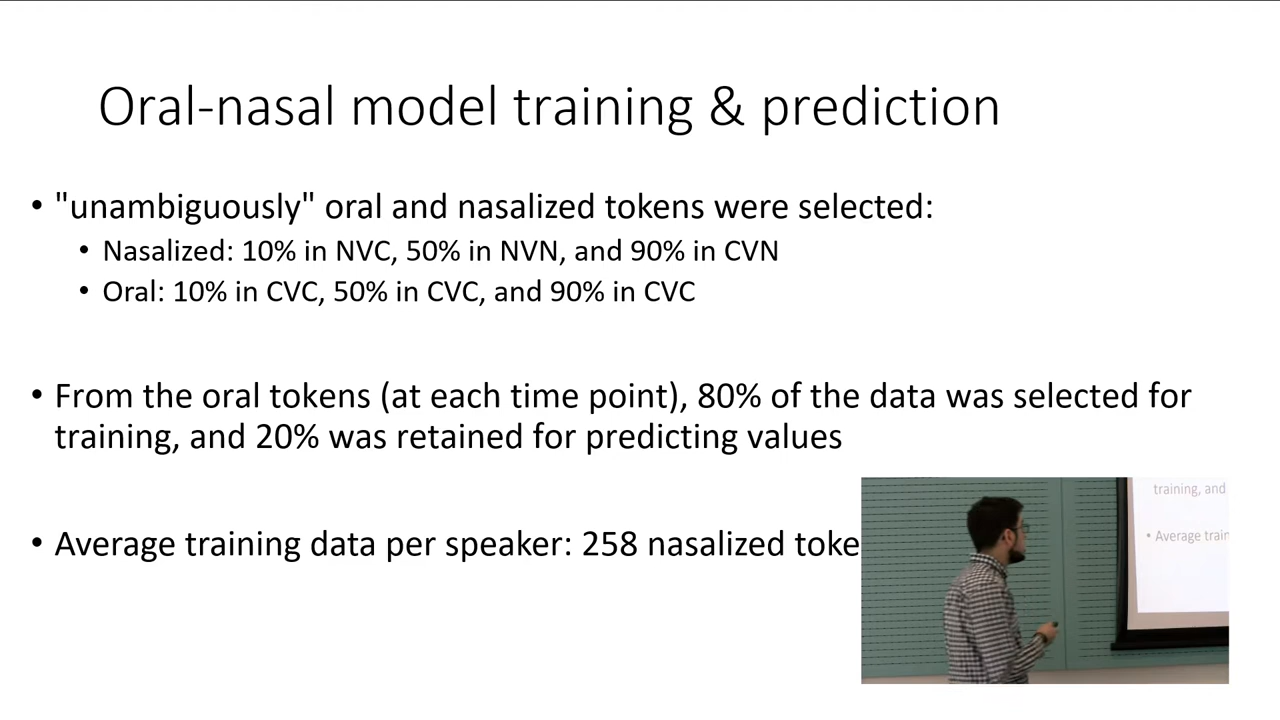 Oral-nasal model training & prediction
• "unambiguously" oral and nasalized tokens were selected:
• Nasalized: 10% in NVC, 50% in NVN, and 90% in CVN
• Oral: 10% in CVC, 50% in CVC, and 90% in CVC
• From the oral tokens (at each time point), 80% of the data was selected for
training, and 20% was retained for predicting values
• Average training data per speaker: 258 nasalized toke
training, and
• Average train